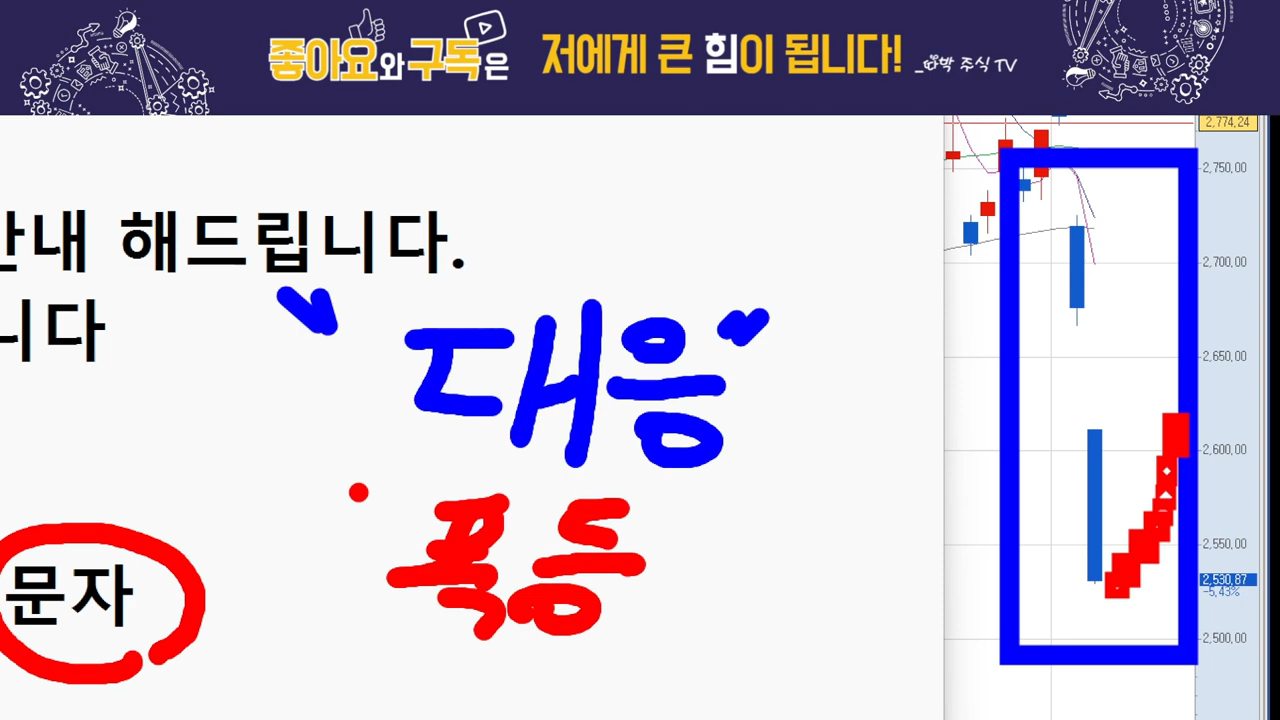 좋아요와 구독은 저에게 큰 힘이 됩니다!
박 주식 TV
안내 해드립니다.
니다
"대응"
폭등
문자
2,774,24
2,750,00
2,700,00
2,650,00
2,600,00
2,550,00
2,530,87
-5,43%
2,500,00